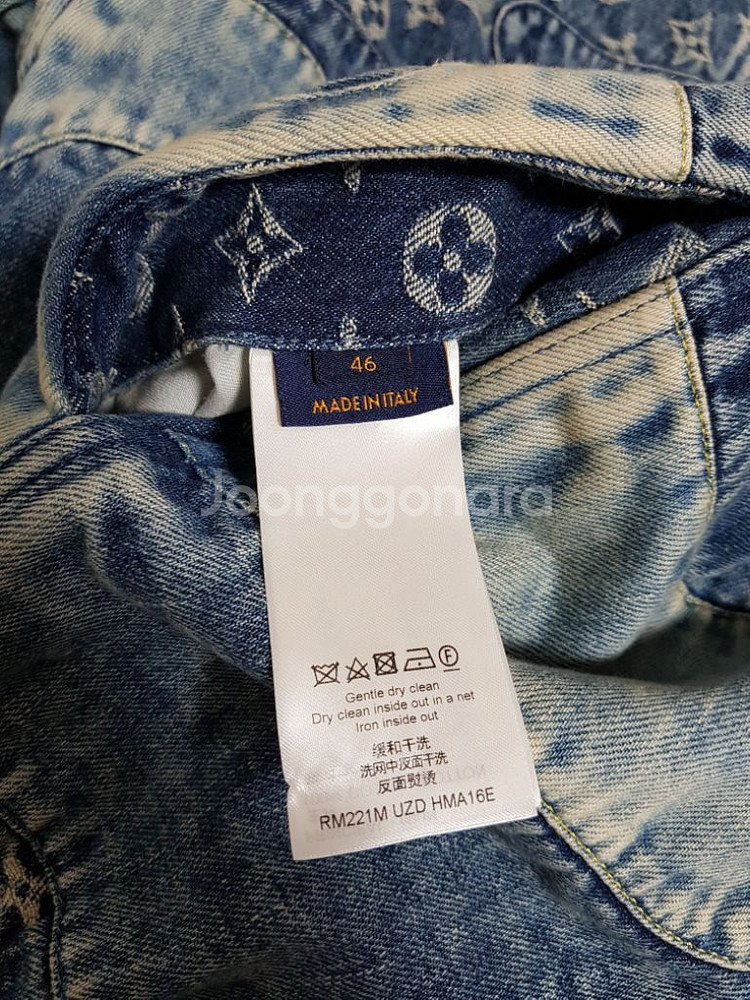 46
MADE IN ITALY
Joonggonara
Gentle dry clean
Dry clean inside out in a net
Iron inside out
缓和干洗
洗网中反面干洗
反面熨烫
RM221M UZD HMA16E